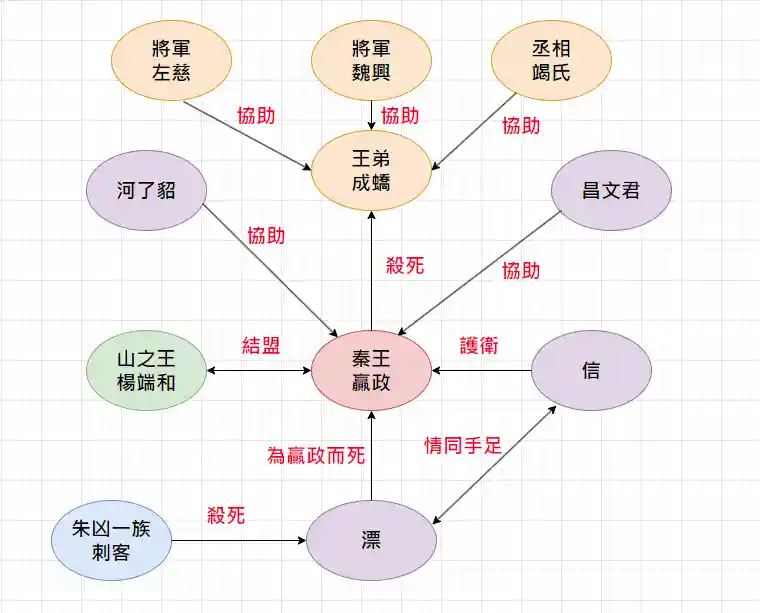 將軍
左慈
將軍
魏興
丞相
竭氏
協助
協助
協助
王弟
成蟜
河了貂
昌文君
協助
殺死
協助
山之王
楊端和
結盟
秦王
贏政
護衛
信
為贏政而死
情同手足
朱凶一族
刺客
殺死
漂